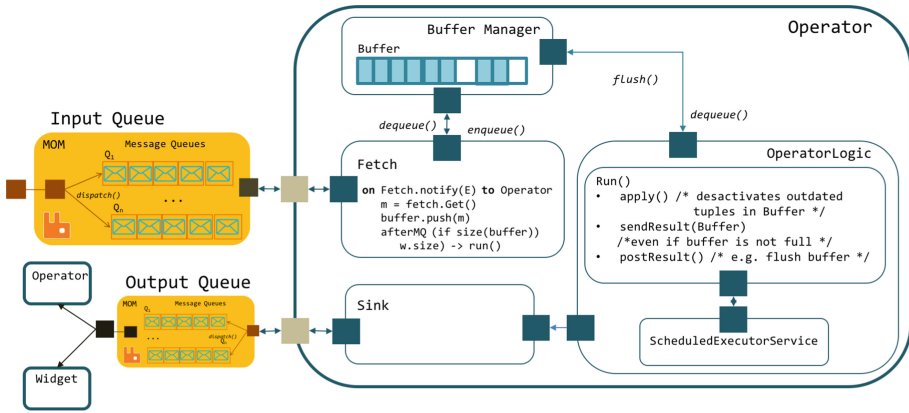 Operator
Buffer Manager
Buffer
flush()
dequeue()
enqueue()
dequeue()
Input Queue
MOM
Message Queues
Q1
dispatch()
...
Qn
Fetch
on Fetch.notify(E) to Operator
m = fetch.Get()
buffer.push(m)
afterMQ (if size(buffer))
w.size) -> run()
OperatorLogic
Run()
• apply() /* desactivates outdated
tuples in Buffer */
• sendResult(Buffer)
/*even if buffer is not full */
• postResult() /* e.g. flush buffer */
ScheduledExecutorService
Sink
Output Queue
MOM
Message Queues
Q1
dispatch()
...
Operator
Widget